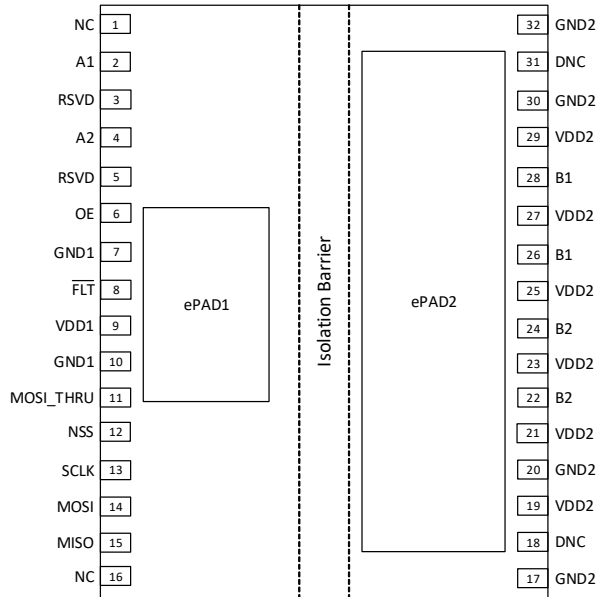 NC 1
A1 2
RSVD 3
A2 4
RSVD 5
OE 6
GND1 7
FLT 8
VDD1 9
GND1 10
MOSI_THRU 11
NSS 12
SCLK 13
MOSI 14
MISO 15
NC 16
ePAD1
Isolation Barrier
ePAD2
32 GND2
31 DNC
30 GND2
29 VDD2
28 B1
27 VDD2
26 B1
25 VDD2
24 B2
23 VDD2
22 B2
21 VDD2
20 GND2
19 VDD2
18 DNC
17 GND2